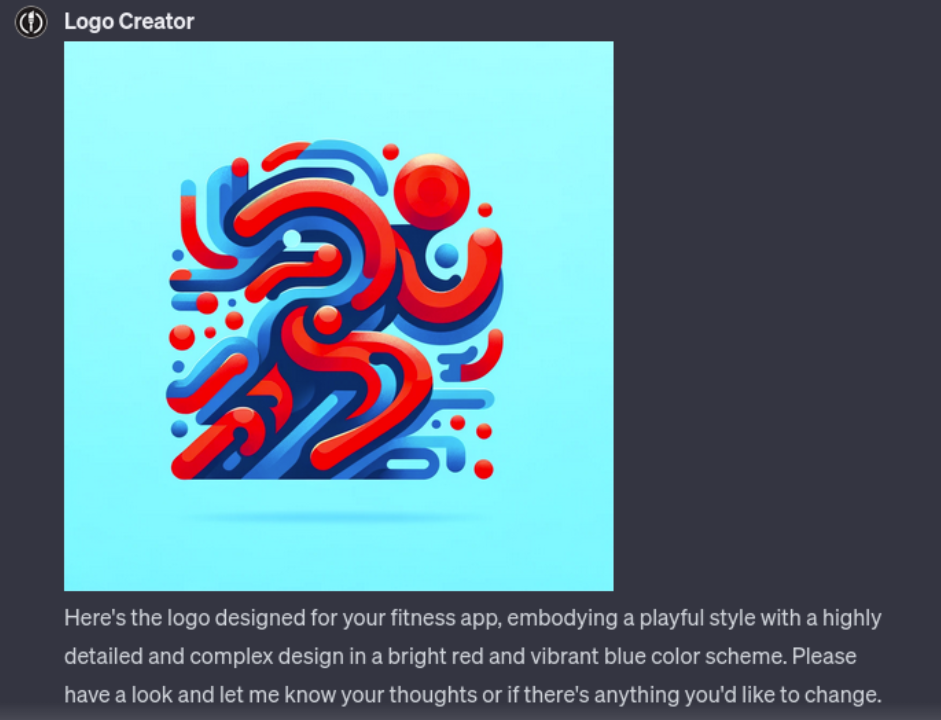 Logo Creator
Here's the logo designed for your fitness app, embodying a playful style with a highly
detailed and complex design in a bright red and vibrant blue color scheme. Please
have a look and let me know your thoughts or if there's anything you'd like to change.